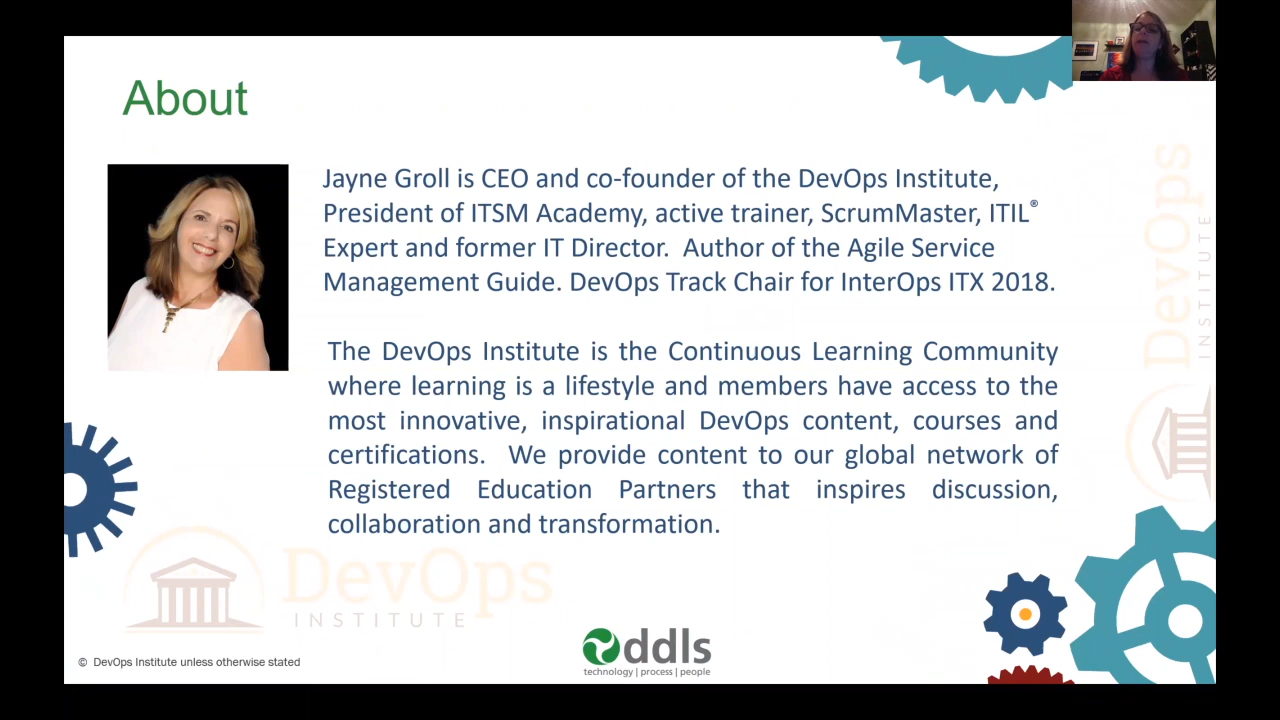 About
Jayne Groll is CEO and co-founder of the DevOps Institute,
President of ITSM Academy, active trainer, ScrumMaster, ITIL®
Expert and former IT Director.  Author of the Agile Service
Management Guide. DevOps Track Chair for InterOps ITX 2018.
The DevOps Institute is the Continuous Learning Community
where learning is a lifestyle and members have access to the
most innovative, inspirational DevOps content, courses and
certifications.  We provide content to our global network of
Registered Education Partners that inspires discussion,
collaboration and transformation.
DevOps
INSTITUTE
DevOps
INSTITUTE
ddls
technology | process | people
© DevOps Institute unless otherwise stated